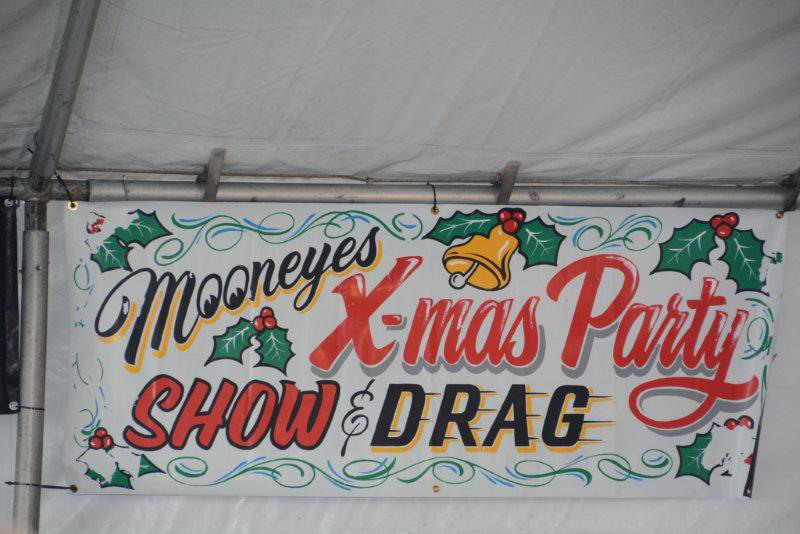 Mooneyes
X-mas Party
SHOW & DRAG